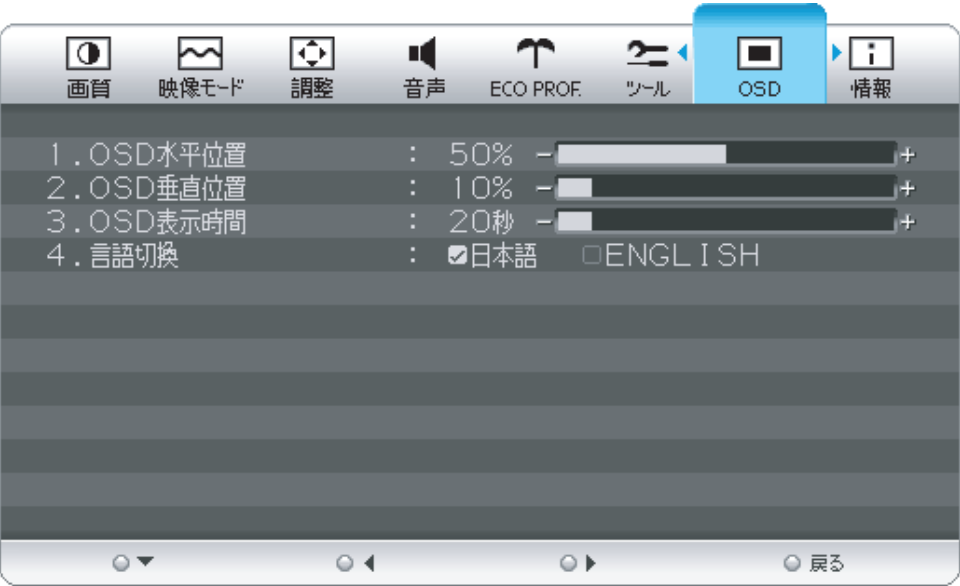 画質 映像モード 調整 音声 ECO PROF. ツール OSD 情報
1.OSD水平位置 : 50% - +
2.OSD垂直位置 : 10% - +
3.OSD表示時間 : 20秒 - +
4.言語切換 : 日本語 ENGLISH
戻る